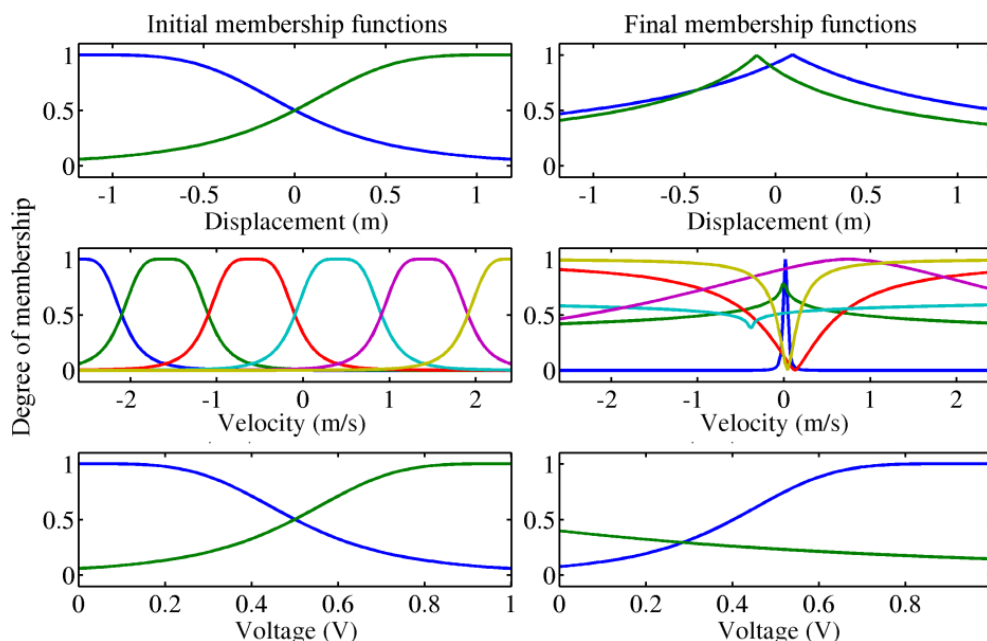 Initial membership functions
Final membership functions
Degree of membership
1
0.5
0
-1 -0.5 0 0.5 1
Displacement (m)
1
0.5
0
-1 -0.5 0 0.5 1
Displacement (m)
1
0.5
0
-2 -1 0 1 2
Velocity (m/s)
1
0.5
0
-2 -1 0 1 2
Velocity (m/s)
1
0.5
0
0 0.2 0.4 0.6 0.8 1
Voltage (V)
1
0.5
0
0 0.2 0.4 0.6 0.8
Voltage (V)